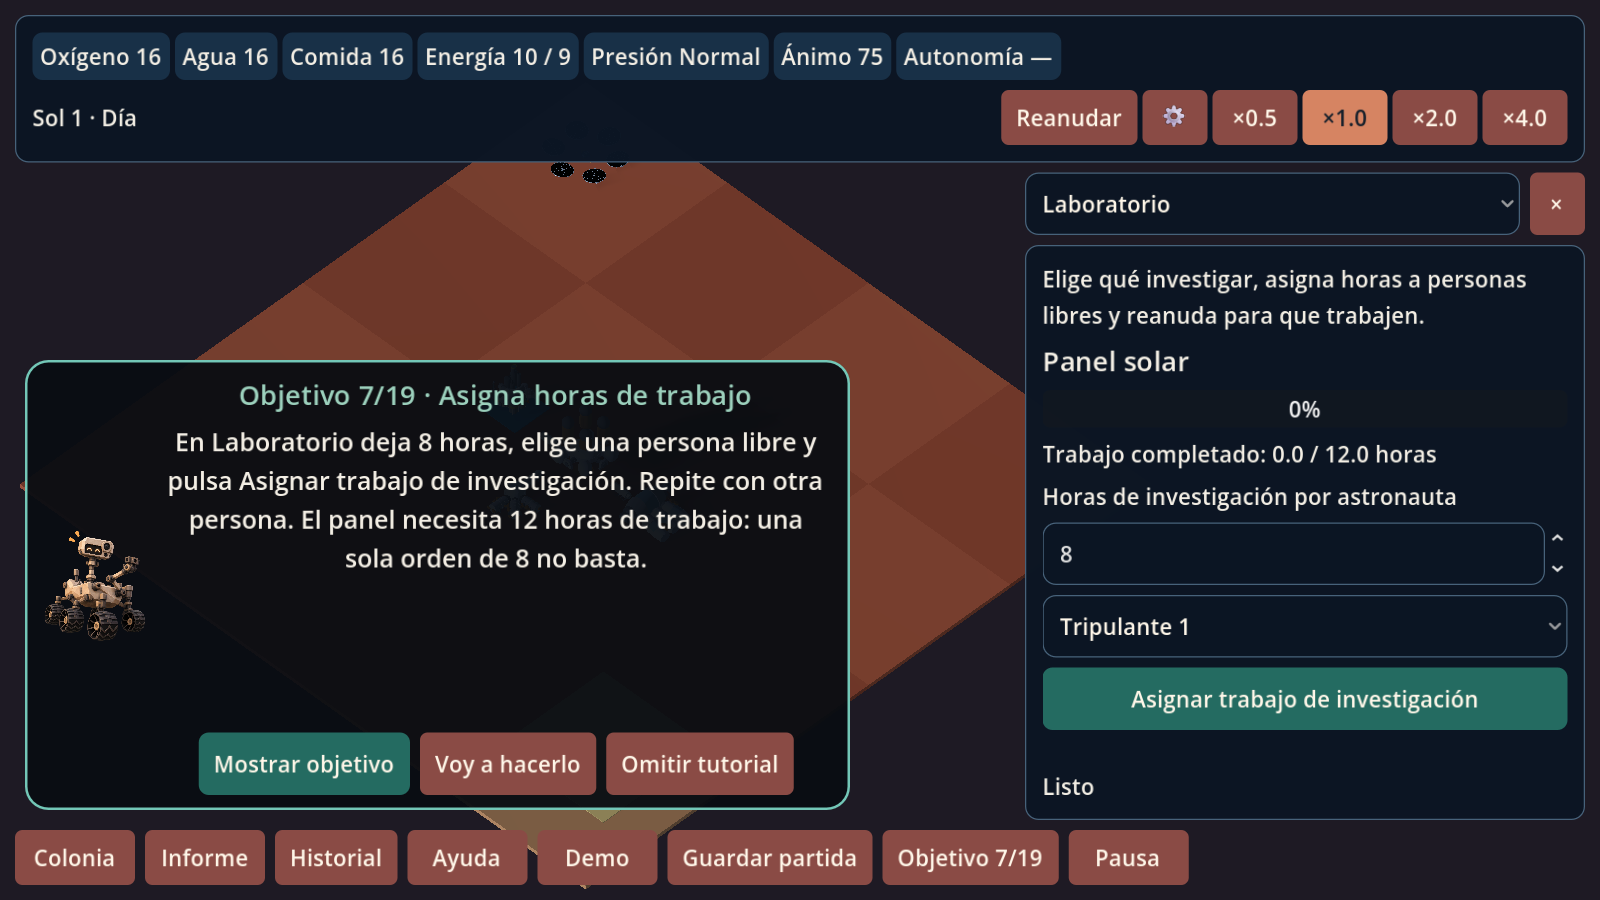 Oxígeno 16 Agua 16 Comida 16 Energía 10 / 9 Presión Normal Ánimo 75 Autonomía —
Sol 1 · Día
Reanudar ×0.5 ×1.0 ×2.0 ×4.0
Laboratorio ×
Elige qué investigar, asigna horas a personas
libres y reanuda para que trabajen.
Panel solar
0%
Trabajo completado: 0.0 / 12.0 horas
Horas de investigación por astronauta
8
Tripulante 1
Asignar trabajo de investigación
Listo
Objetivo 7/19 · Asigna horas de trabajo
En Laboratorio deja 8 horas, elige una persona libre y
pulsa Asignar trabajo de investigación. Repite con otra
persona. El panel necesita 12 horas de trabajo: una
sola orden de 8 no basta.
Mostrar objetivo Voy a hacerlo Omitir tutorial
Colonia Informe Historial Ayuda Demo Guardar partida Objetivo 7/19 Pausa